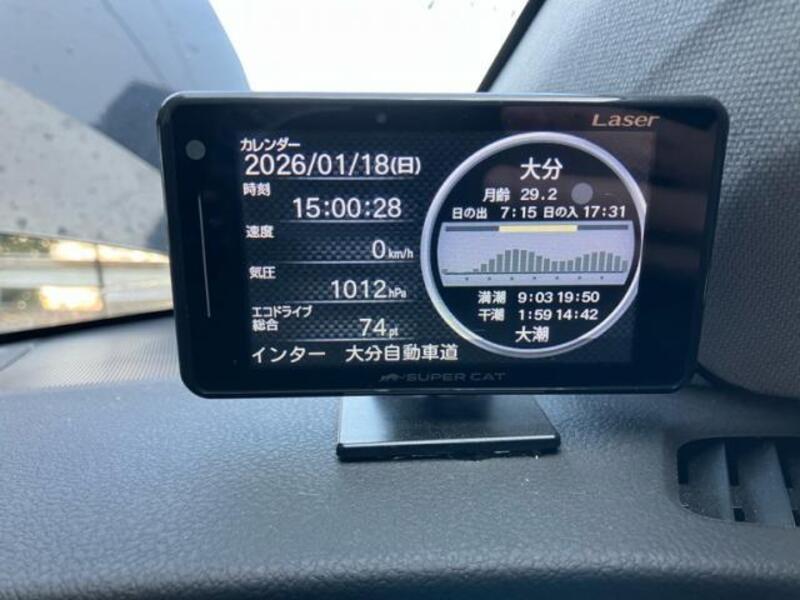 Laser
カレンダー
2026/01/18(日)
時刻
15:00:28
速度
0km/h
気圧
1012hPa
エコドライブ
総合
74pt
インター 大分自動車道
大分
月齢 29.2
日の出 7:15 日の入 17:31
満潮 9:03 19:50
干潮 1:59 14:42
大潮
SUPER CAT